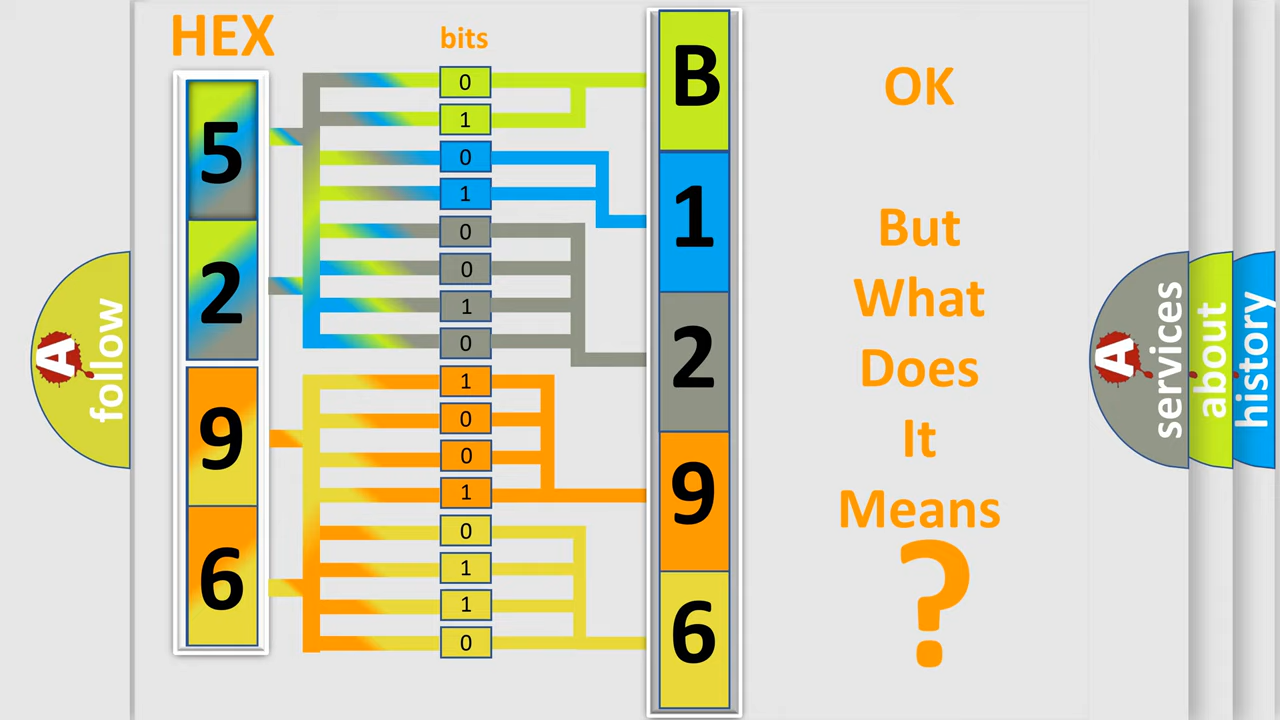 HEX
bits
5
2
9
6
0
1
0
1
0
0
1
0
1
0
0
1
0
1
1
0
B
1
2
9
6
OK
But
What
Does
It
Means
?
A
follow
A
services
about
history